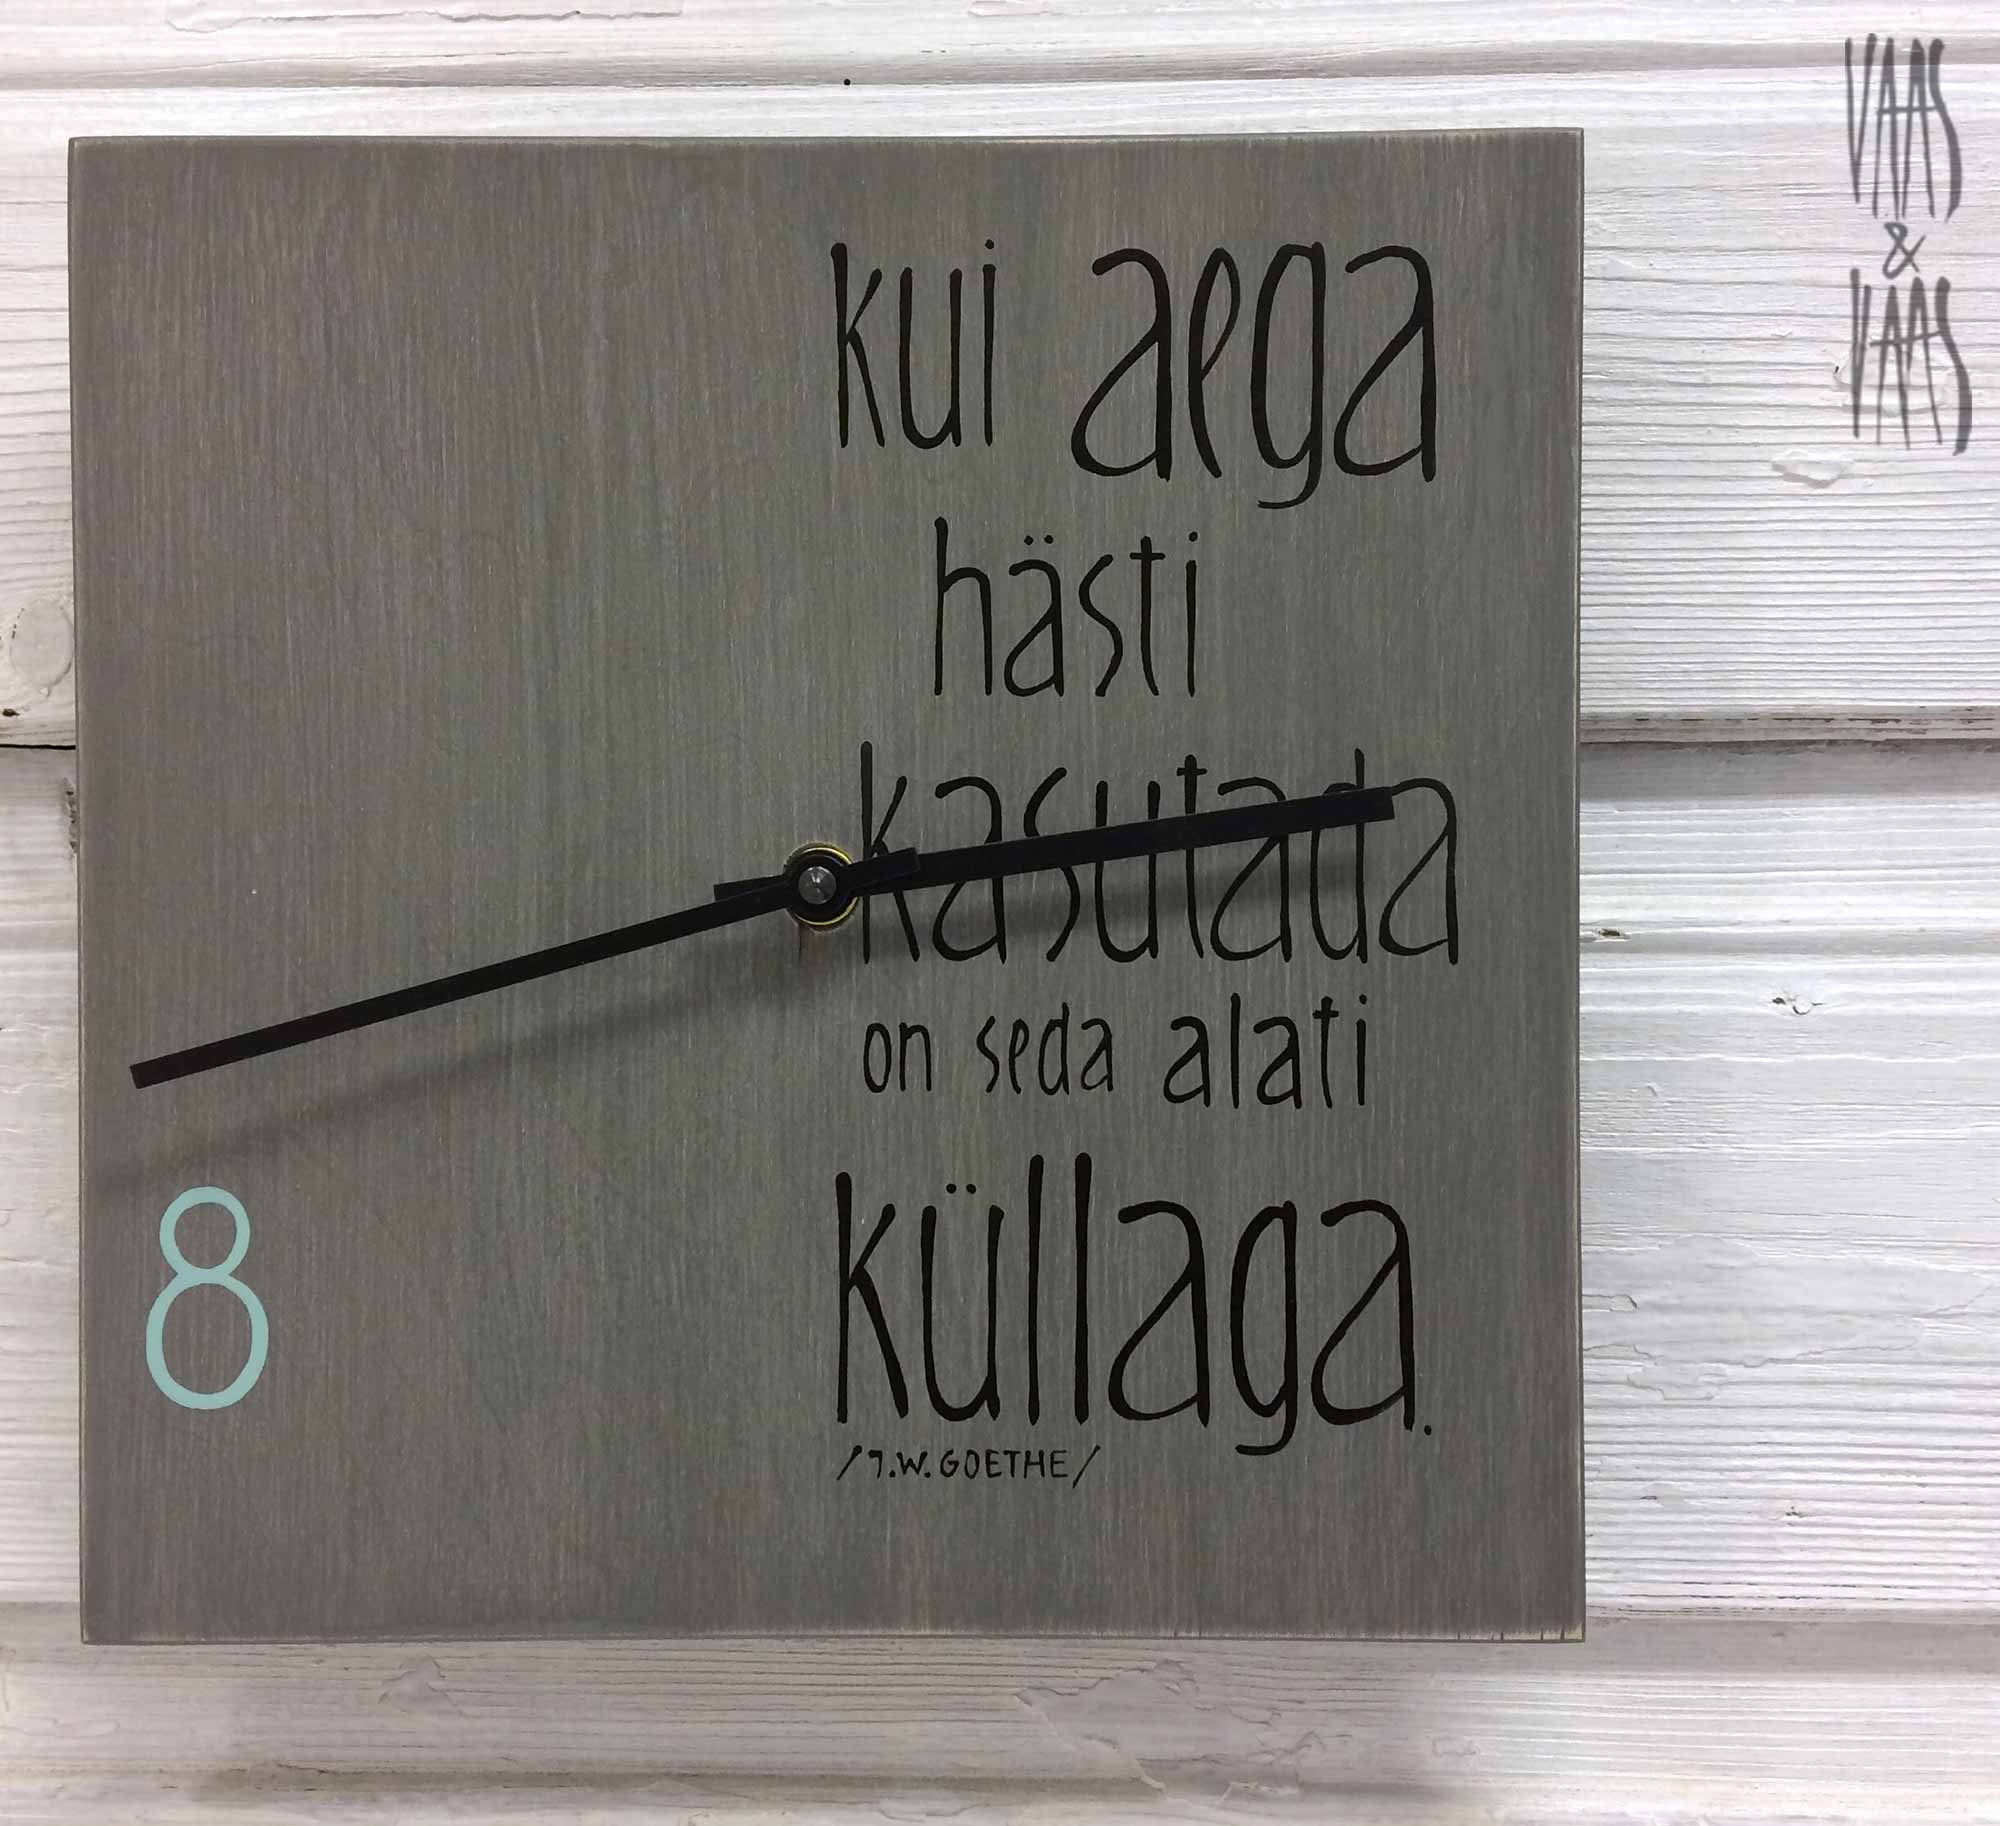 kui aega
hästi
kasutada
on seda alati
küllaga.
/J.W.GOETHE/
8
VAAS
&
VAAS